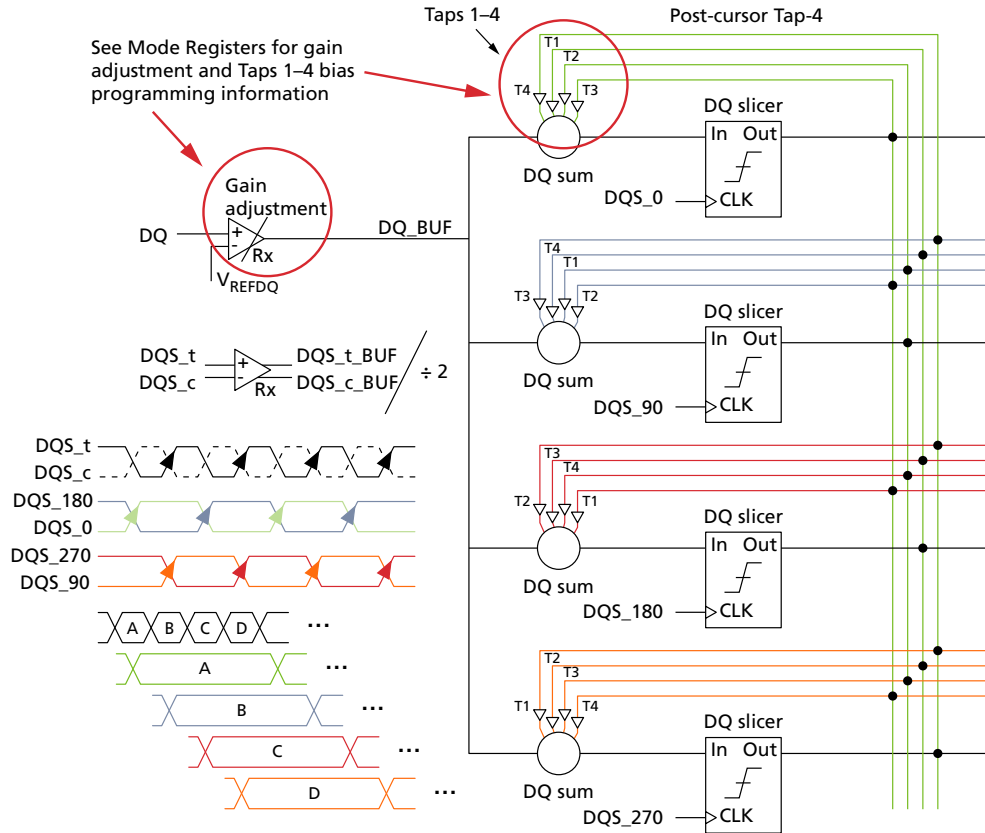 Taps 1–4
Post-cursor Tap-4
See Mode Registers for gain
adjustment and Taps 1–4 bias
programming information
T1
T2
T4
T3
DQ slicer
In Out
DQ sum
DQS_0
CLK
Gain
adjustment
DQ
+
-
Rx
VREFDQ
DQ_BUF
T4
T1
T3
T2
DQ slicer
In Out
DQ sum
DQS_90
CLK
DQS_t
DQS_c
+
-
Rx
DQS_t_BUF
DQS_c_BUF
÷ 2
DQS_t
DQS_c
DQS_180
DQS_0
DQS_270
DQS_90
T3
T4
T2
T1
DQ slicer
In Out
DQ sum
DQS_180
CLK
A B C D ...
A ...
B ...
C ...
D ...
T2
T3
T1
T4
DQ slicer
In Out
DQ sum
DQS_270
CLK